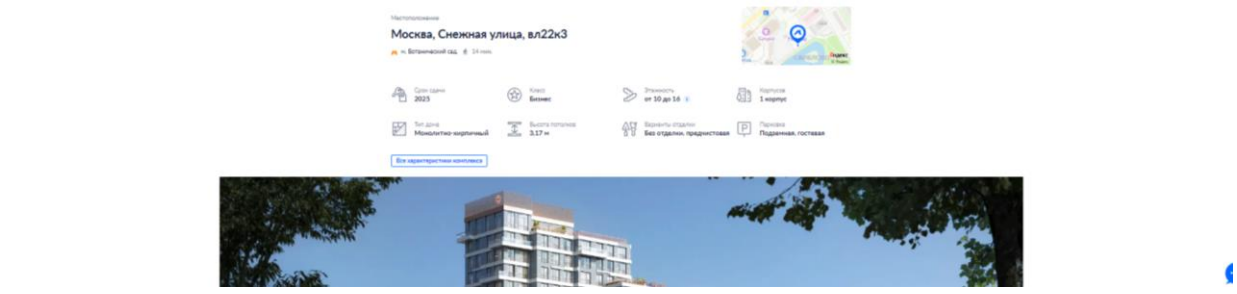 Местоположение
Москва, Снежная улица, вл22к3
м. Ботанический сад 14 мин.
Яндекс
Срок сдачи
2025
Класс
Бизнес
Этажность
от 10 до 16
Корпусов
1 корпус
Тип дома
Монолитно-кирпичный
Высота потолков
3.17 м
Варианты отделки
Без отделки, предчистовая
Парковка
Подземная, гостевая
Все характеристики комплекса